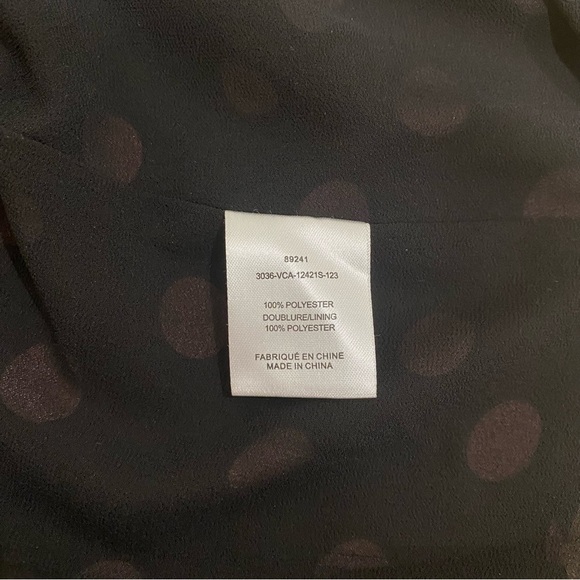 89241
3036-VCA-12421S-123
100% POLYESTER
DOUBLURE/LINING
100% POLYESTER
FABRIQUÉ EN CHINE
MADE IN CHINA